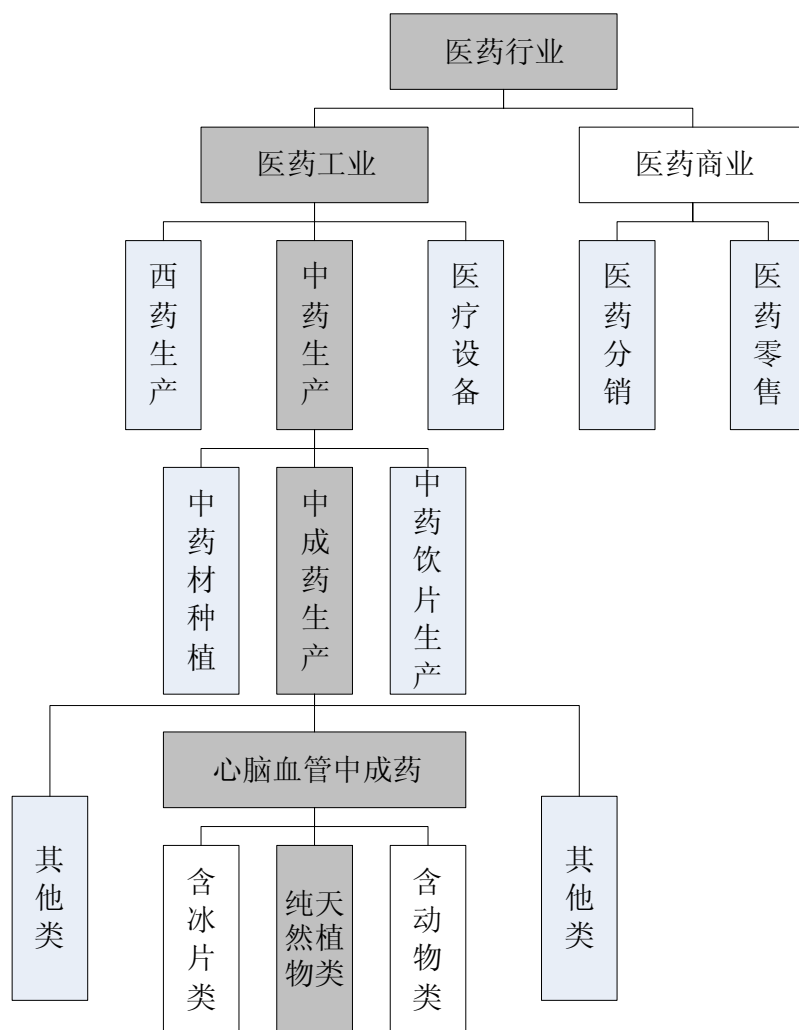 医药行业
医药工业
医药商业
西药生产
中药生产
医疗设备
医药分销
医药零售
中药材种植
中成药生产
中药饮片生产
心脑血管中成药
其他类
含冰片类
纯天然植物类
含动物类
其他类